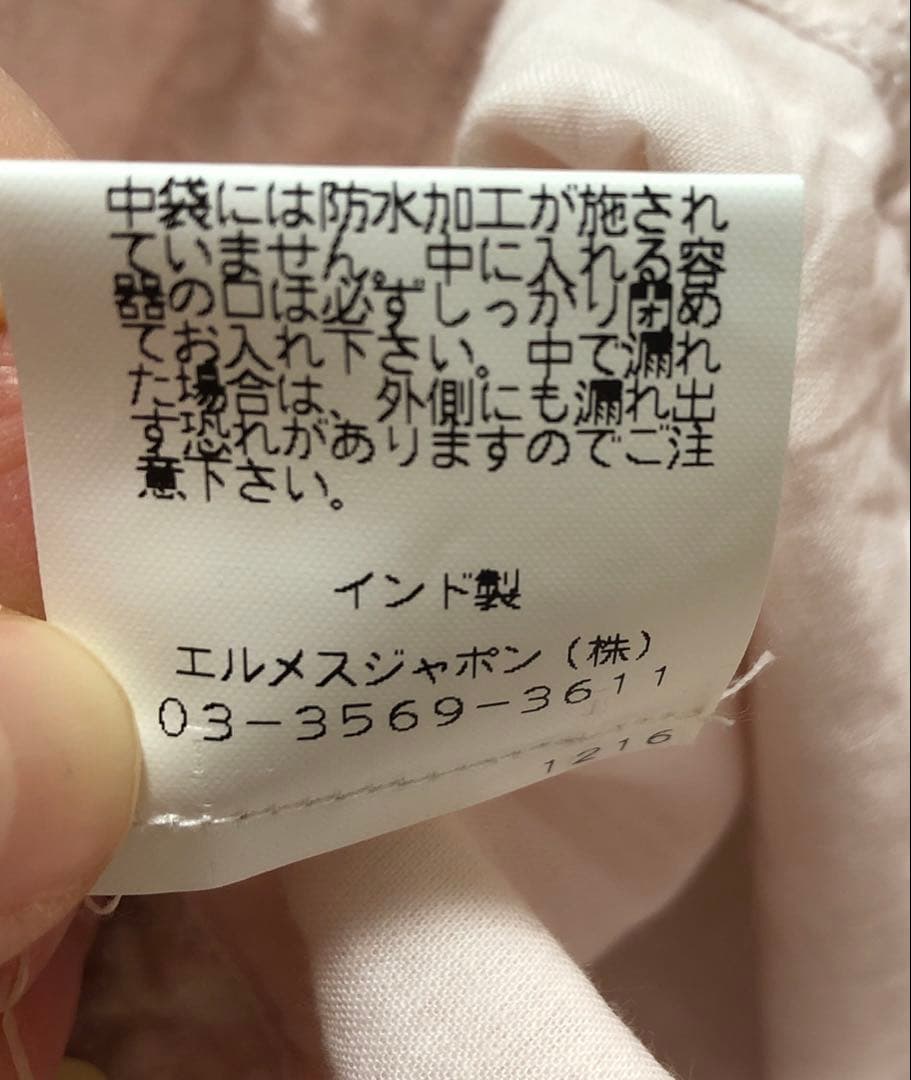 中袋には防水加工が施され
ていません。中に入れる容
器の口は必ずしっかり閉め
てお入れ下さい。中で漏れ
た場合は、外側にも漏れ出
す恐れがありますのでご注
意下さい。
インド製
エルメスジャポン(株)
03-3569-3611
1216